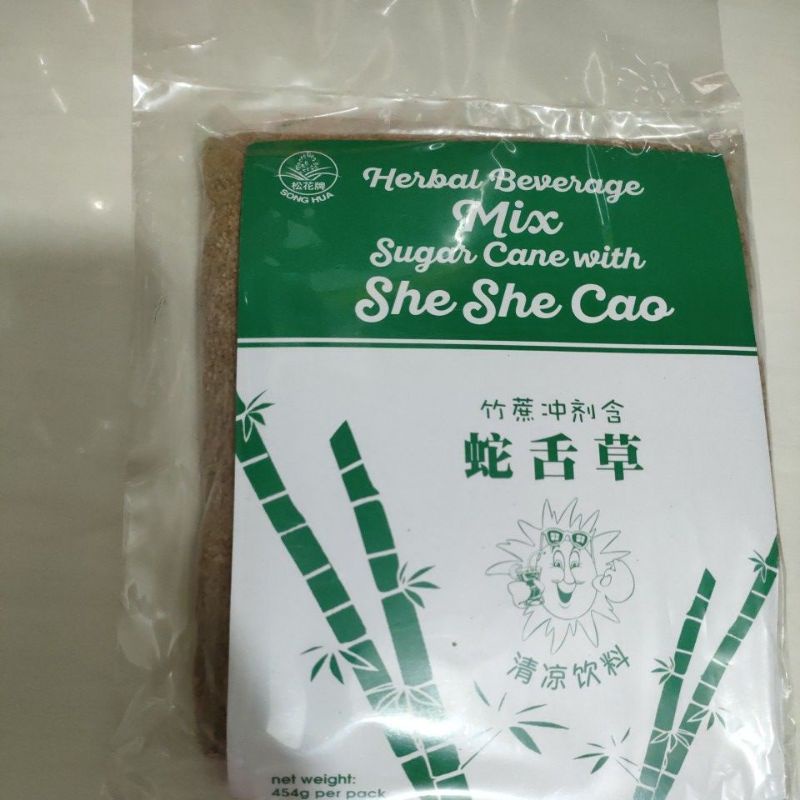 松花牌
SONG HUA
Herbal Beverage
Mix
Sugar Cane with
She She Cao
竹蔗冲剂含
蛇舌草
清凉饮料
net weight:
454g per pack